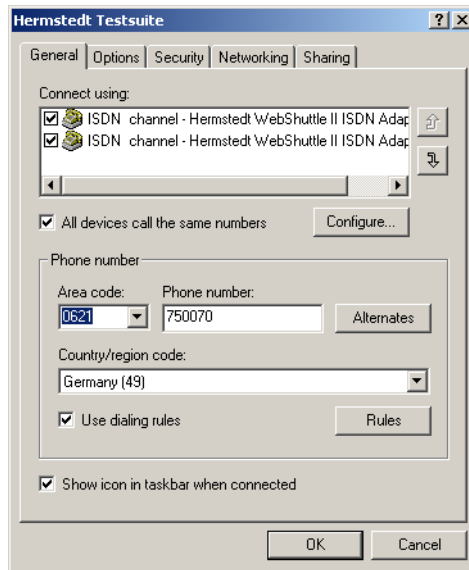 Hermstedt Testsuite
General Options Security Networking Sharing
Connect using:
ISDN channel - Hermstedt WebShuttle II ISDN Adap
ISDN channel - Hermstedt WebShuttle II ISDN Adap
All devices call the same numbers Configure...
Phone number
Area code: Phone number:
0621 750070 Alternates
Country/region code:
Germany (49)
Use dialing rules Rules
Show icon in taskbar when connected
OK Cancel